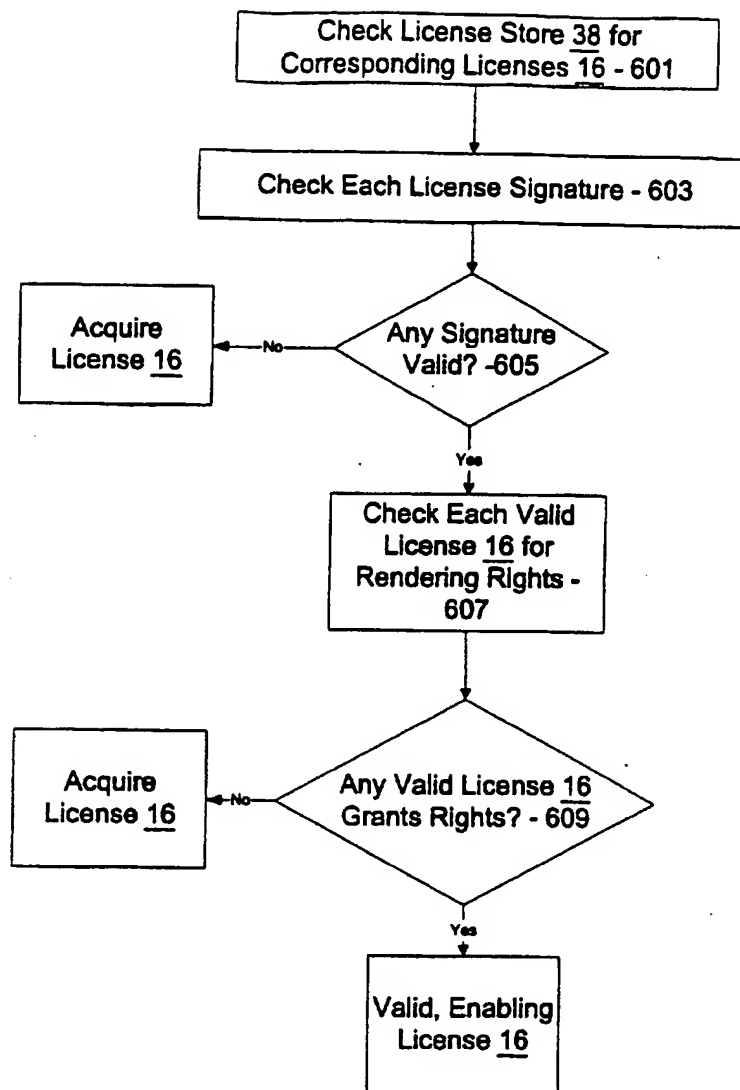 Check License Store 38 for
Corresponding Licenses 16 - 601
Check Each License Signature - 603
Acquire
License 16
No
Any Signature
Valid? -605
Yes
Check Each Valid
License 16 for
Rendering Rights -
607
Acquire
License 16
No
Any Valid License 16
Grants Rights? - 609
Yes
Valid, Enabling
License 16